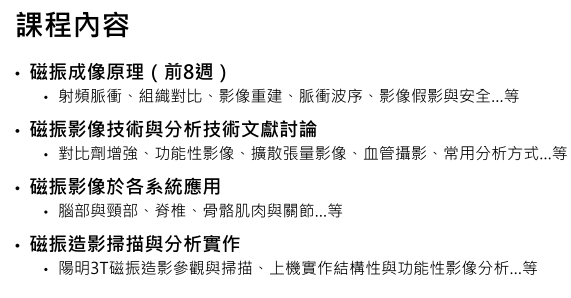 課程內容
• 磁振成像原理（前8週）
• 射頻脈衝、組織對比、影像重建、脈衝波序、影像假影與安全...等
• 磁振影像技術與分析技術文獻討論
• 對比劑增強、功能性影像、擴散張量影像、血管攝影、常用分析方式...等
• 磁振影像於各系統應用
• 腦部與頸部、脊椎、骨骼肌肉與關節...等
• 磁振造影掃描與分析實作
• 陽明3T磁振造影參觀與掃描、上機實作結構性與功能性影像分析...等